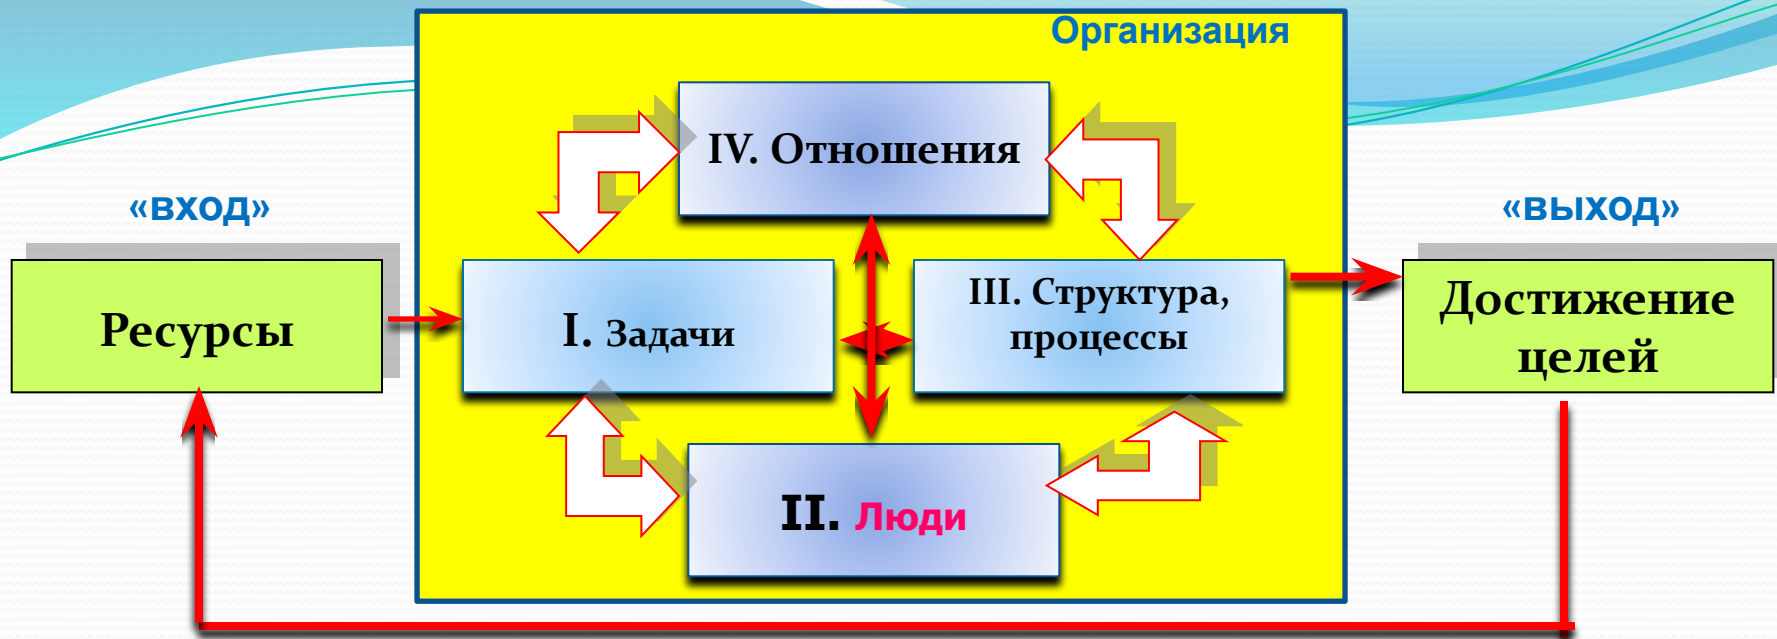 Организация
IV. Отношения
«вход»
«выход»
Ресурсы
I. Задачи
III. Структура,
процессы
Достижение
целей
II. Люди